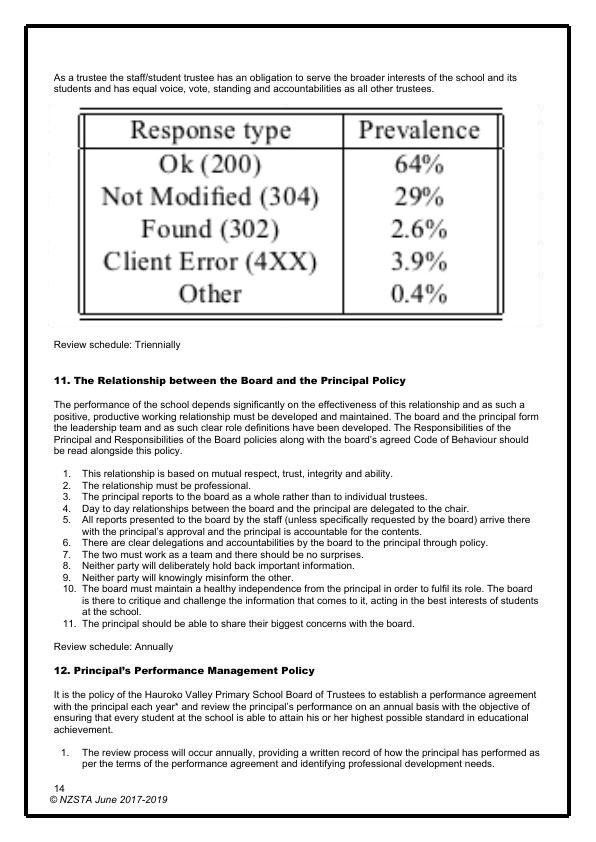 As a trustee the staff/student trustee has an obligation to serve the broader interests of the school and its
students and has equal voice, vote, standing and accountabilities as all other trustees.
Response type Prevalence
Ok (200) 64%
Not Modified (304) 29%
Found (302) 2.6%
Client Error (4XX) 3.9%
Other 0.4%
Review schedule: Triennially
11. The Relationship between the Board and the Principal Policy
The performance of the school depends significantly on the effectiveness of this relationship and as such a
positive, productive working relationship must be developed and maintained. The board and the principal form
the leadership team and as such clear role definitions have been developed. The Responsibilities of the
Principal and Responsibilities of the Board policies along with the board's agreed Code of Behaviour should
be read alongside this policy.
1. This relationship is based on mutual respect, trust, integrity and ability.
2. The relationship must be professional.
3. The principal reports to the board as a whole rather than to individual trustees.
4. Day to day relationships between the board and the principal are delegated to the chair.
5. All reports presented to the board by the staff (unless specifically requested by the board) arrive there
with the principal's approval and the principal is accountable for the contents.
6. There are clear delegations and accountabilities by the board to the principal through policy.
7. The two must work as a team and there should be no surprises.
8. Neither party will deliberately hold back important information.
9. Neither party will knowingly misinform the other.
10. The board must maintain a healthy independence from the principal in order to fulfil its role. The board
is there to critique and challenge the information that comes to it, acting in the best interests of students
at the school.
11. The principal should be able to share their biggest concerns with the board.
Review schedule: Annually
12. Principal's Performance Management Policy
It is the policy of the Hauroko Valley Primary School Board of Trustees to establish a performance agreement
with the principal each year* and review the principal's performance on an annual basis with the objective of
ensuring that every student at the school is able to attain his or her highest possible standard in educational
achievement.
1. The review process will occur annually, providing a written record of how the principal has performed as
per the terms of the performance agreement and identifying professional development needs.
14
© NZSTA June 2017-2019